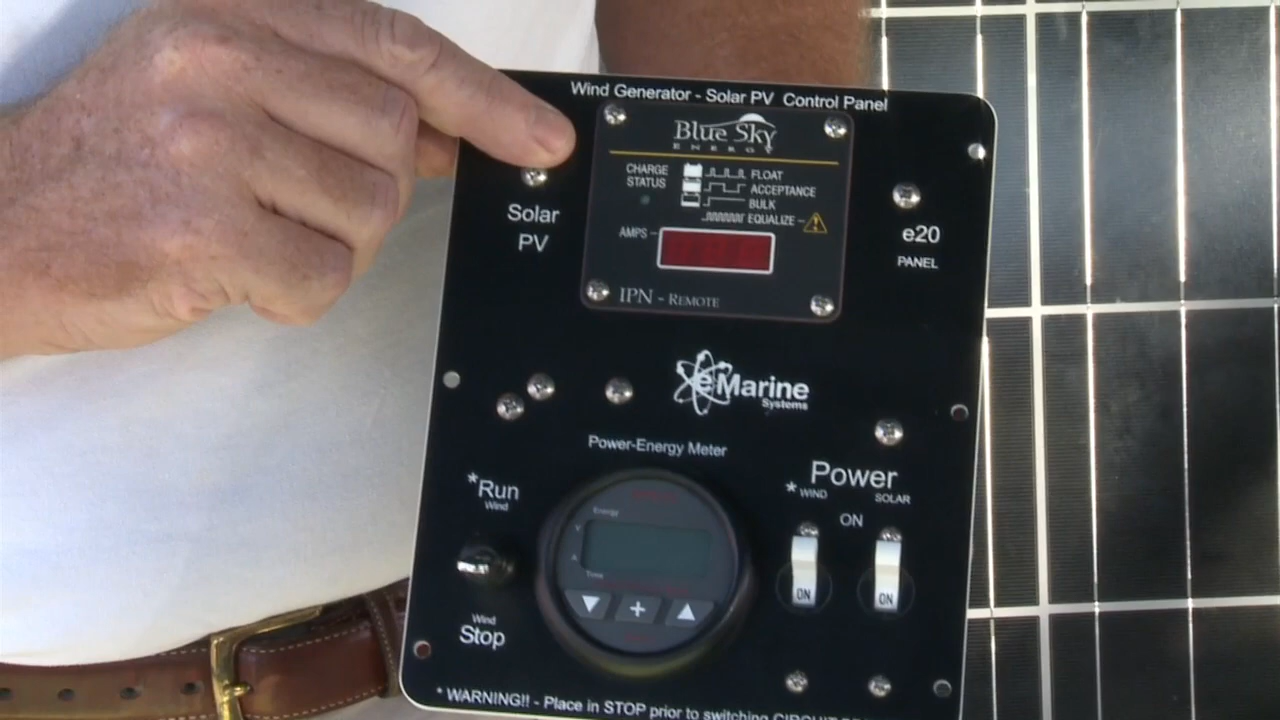 Wind Generator - Solar PV Control Panel
Blue Sky
ENERGY
CHARGE
STATUS
FLOAT
ACCEPTANCE
BULK
EQUALIZE
AMPS
IPN - REMOTE
Solar
PV
e20
PANEL
eMarine
Systems
Power-Energy Meter
*Run
Wind
Energy
V
A
Time
Wind
Stop
Power
* WIND
SOLAR
ON
ON
ON
* WARNING!! - Place in STOP prior to switching